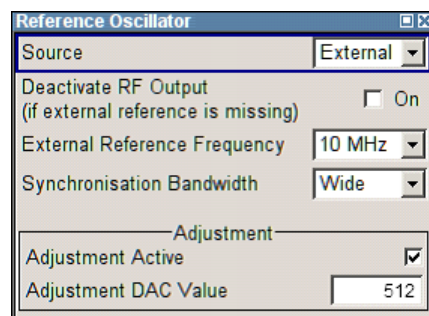 Reference Oscillator
Source External
Deactivate RF Output
(if external reference is missing) On
External Reference Frequency 10 MHz
Synchronisation Bandwidth Wide
Adjustment
Adjustment Active
Adjustment DAC Value 512